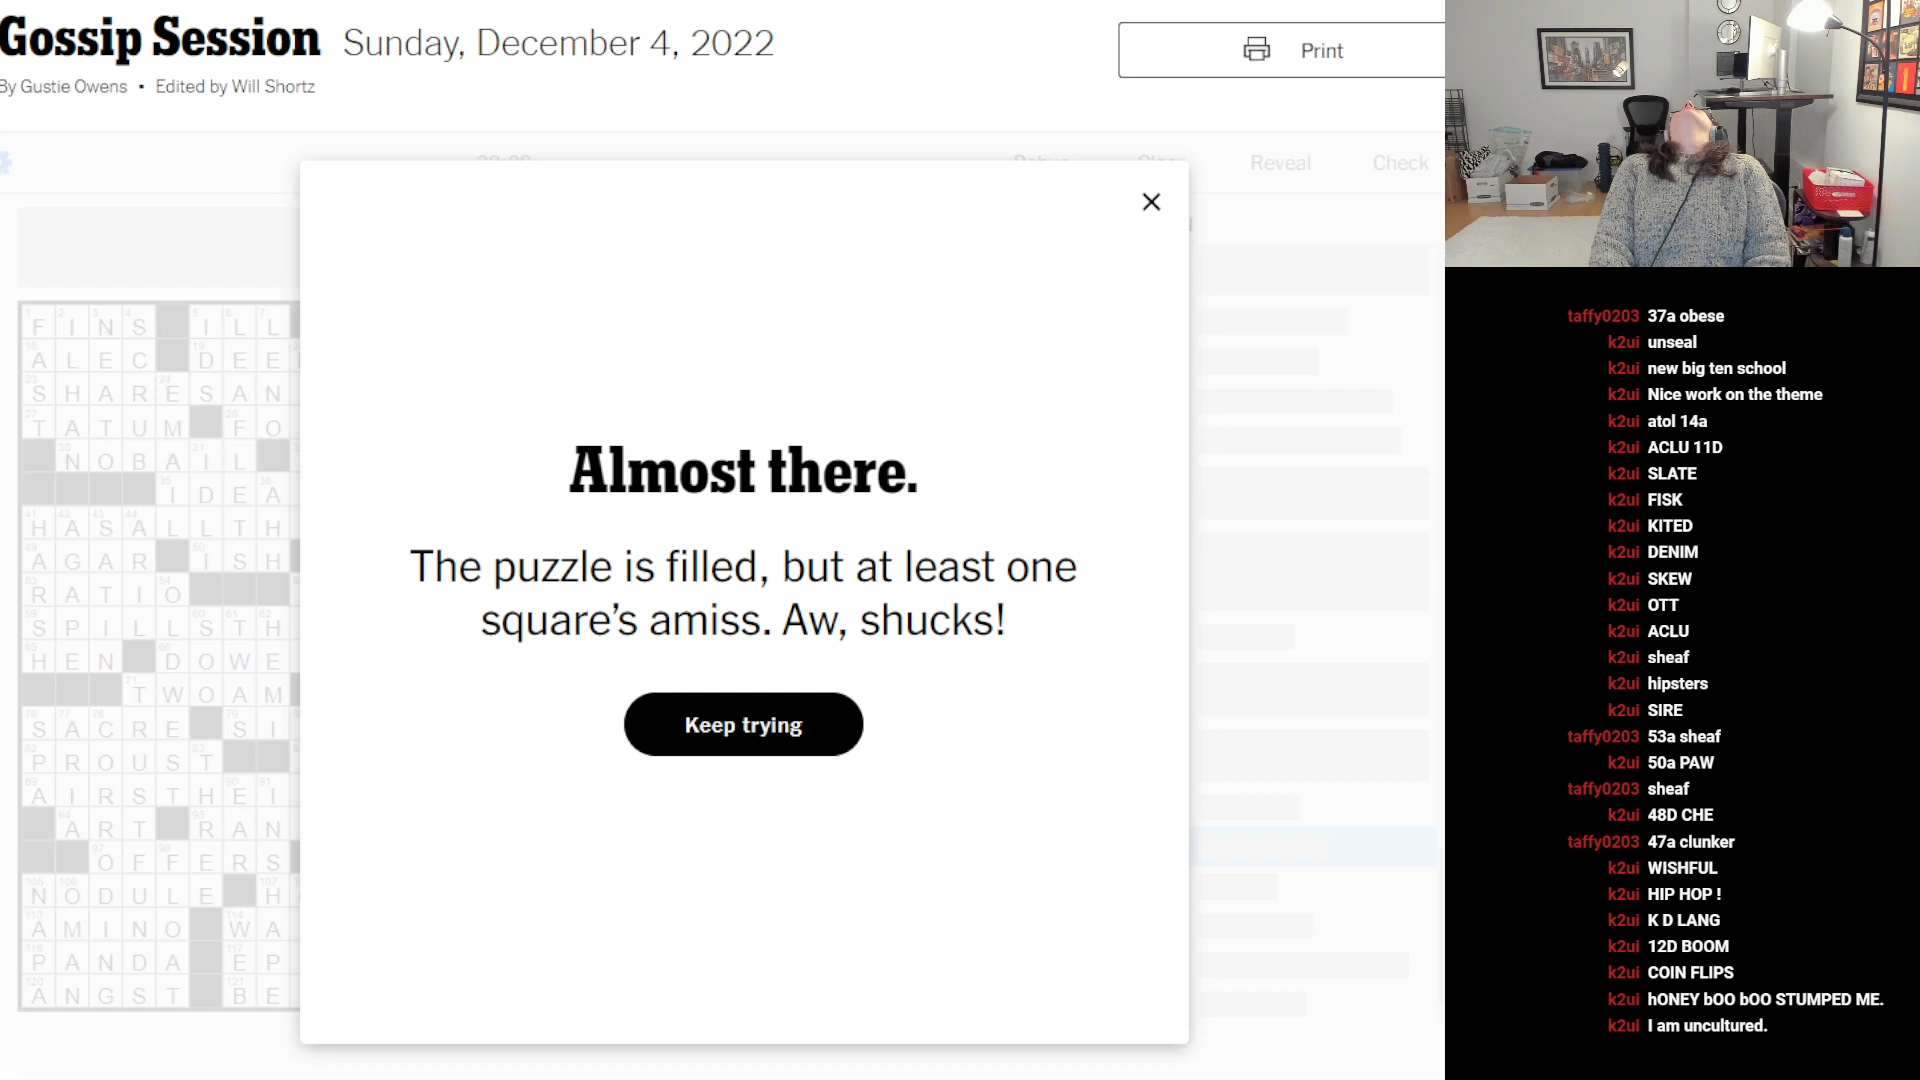 Gossip Session Sunday, December 4, 2022
Print
By Gustie Owens • Edited by Will Shortz
Reveal Check
Almost there.
The puzzle is filled, but at least one
square's amiss. Aw, shucks!
Keep trying
F I N S I L L
A L E C D E E
S H A R E S A N
T A T U M F O
N O B A I L
I D E A
H A S A L L T H
A G A R I S H
R A T I O
S P I L L S T H
H E N D O W E
T W O A M
S A C R E S I
P R O U S T
A I R S T H E I
A R T R A N
O F F E R S
N O D U L E H
A M I N O W A
P A N D A E P
A N G S T B E
taffy0203 37a obese
k2ui unseal
k2ui new big ten school
k2ui Nice work on the theme
k2ui atol 14a
k2ui ACLU 11D
k2ui SLATE
k2ui FISK
k2ui KITED
k2ui DENIM
k2ui SKEW
k2ui OTT
k2ui ACLU
k2ui sheaf
k2ui hipsters
k2ui SIRE
taffy0203 53a sheaf
k2ui 50a PAW
taffy0203 sheaf
k2ui 48D CHE
taffy0203 47a clunker
k2ui WISHFUL
k2ui HIP HOP !
k2ui K D LANG
k2ui 12D BOOM
k2ui COIN FLIPS
k2ui hONEY bOO bOO STUMPED ME.
k2ui I am uncultured.